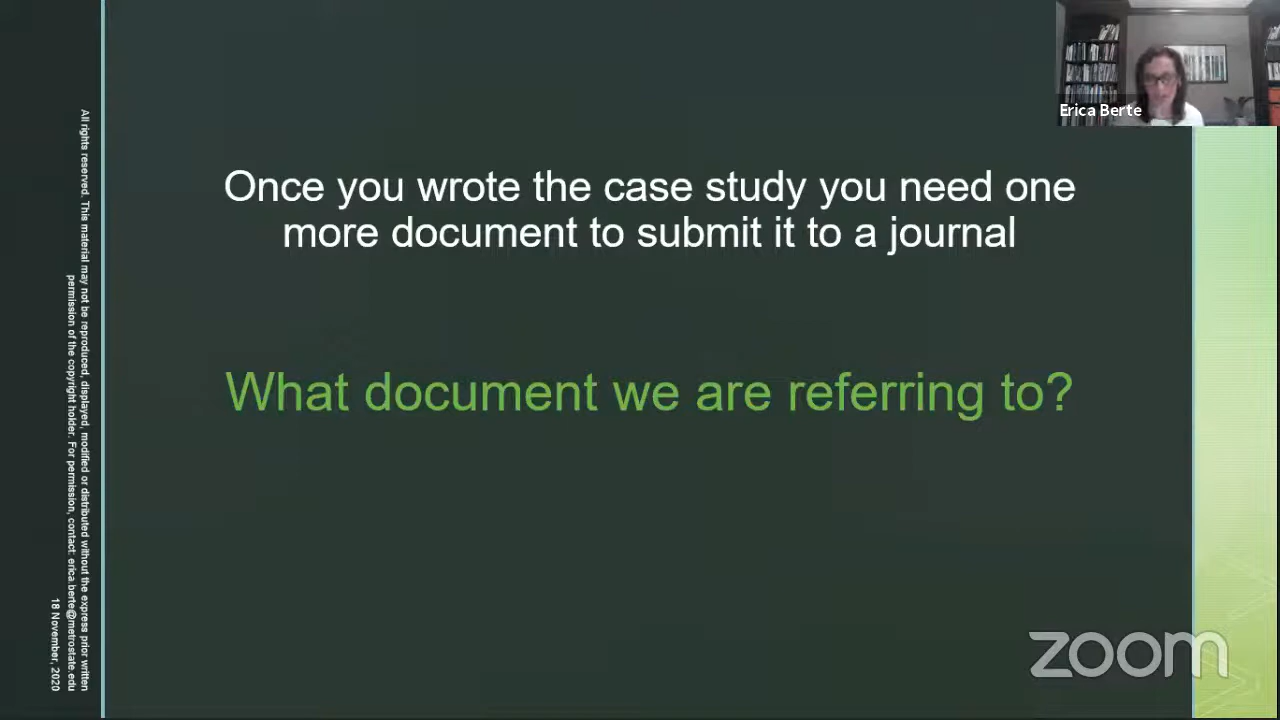 Erica Berte
Once you wrote the case study you need one
more document to submit it to a journal
What document we are referring to?
All rights reserved. This material may not be reproduced, displayed, modified or distributed without the express prior written
permission of the copyright holder. For permission, contact: erica.berte@metrostate.edu
18 November, 2020
zoom